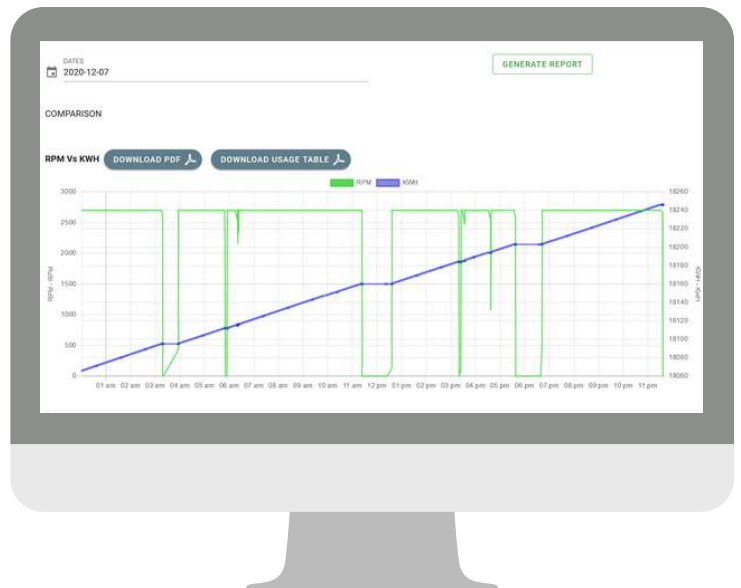 DATES
2020-12-07
GENERATE REPORT
COMPARISON
RPM Vs KWH DOWNLOAD PDF DOWNLOAD USAGE TABLE
RPM KWH
3000
2500
2000
1500
1000
500
0
RPM - RPM
18260
18240
18220
18200
18180
18160
18140
18120
18100
18080
18060
01 am 02 am 03 am 04 am 05 am 06 am 07 am 08 am 09 am 10 am 11 am 12 pm 01 pm 02 pm 03 pm 04 pm 05 pm 06 pm 07 pm 08 pm 09 pm 10 pm 11 pm